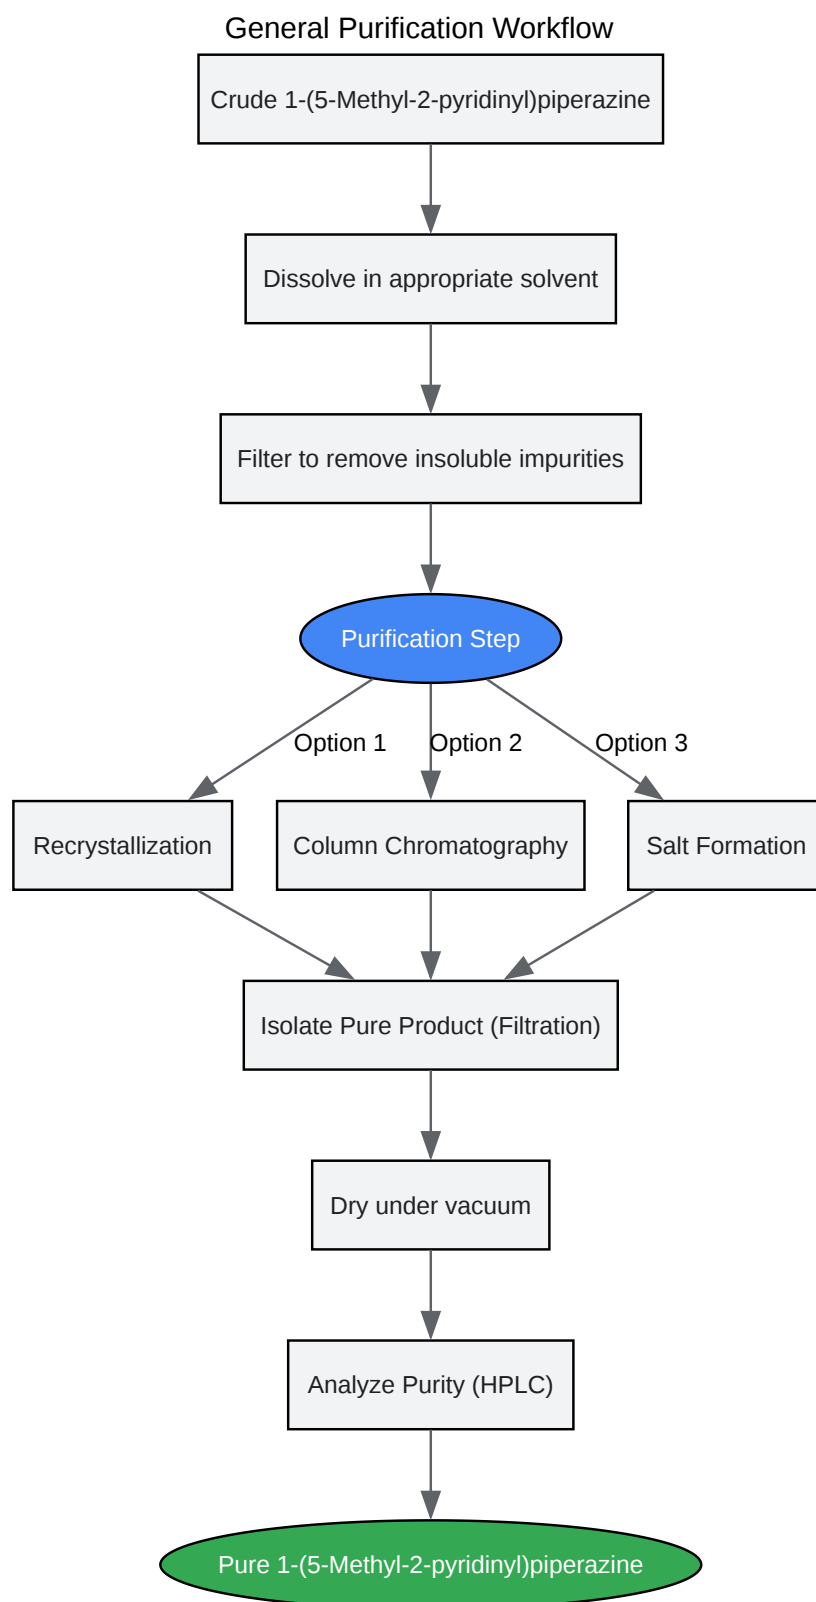 General Purification Workflow
Crude 1-(5-Methyl-2-pyridinyl)piperazine
Dissolve in appropriate solvent
Filter to remove insoluble impurities
Purification Step
Option 1
Option 2
Option 3
Recrystallization
Column Chromatography
Salt Formation
Isolate Pure Product (Filtration)
Dry under vacuum
Analyze Purity (HPLC)
Pure 1-(5-Methyl-2-pyridinyl)piperazine